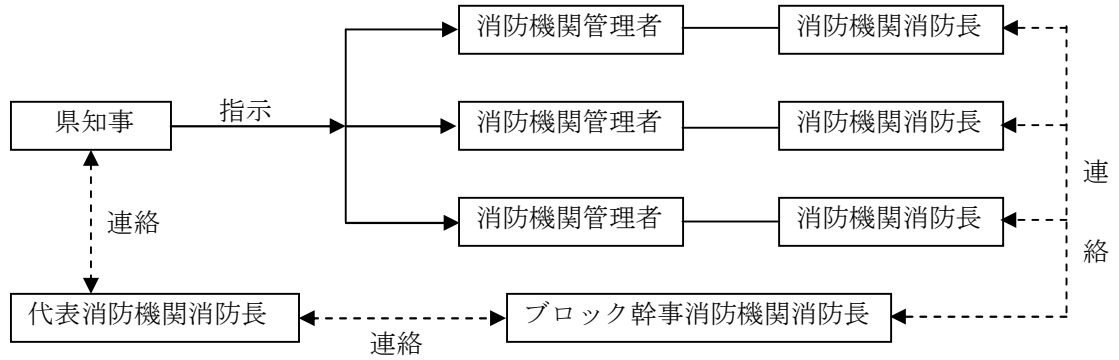 消防機関管理者
消防機関消防長
県知事
指示
消防機関管理者
消防機関消防長
連
絡
消防機関管理者
消防機関消防長
連絡
代表消防機関消防長
連絡
ブロック幹事消防機関消防長